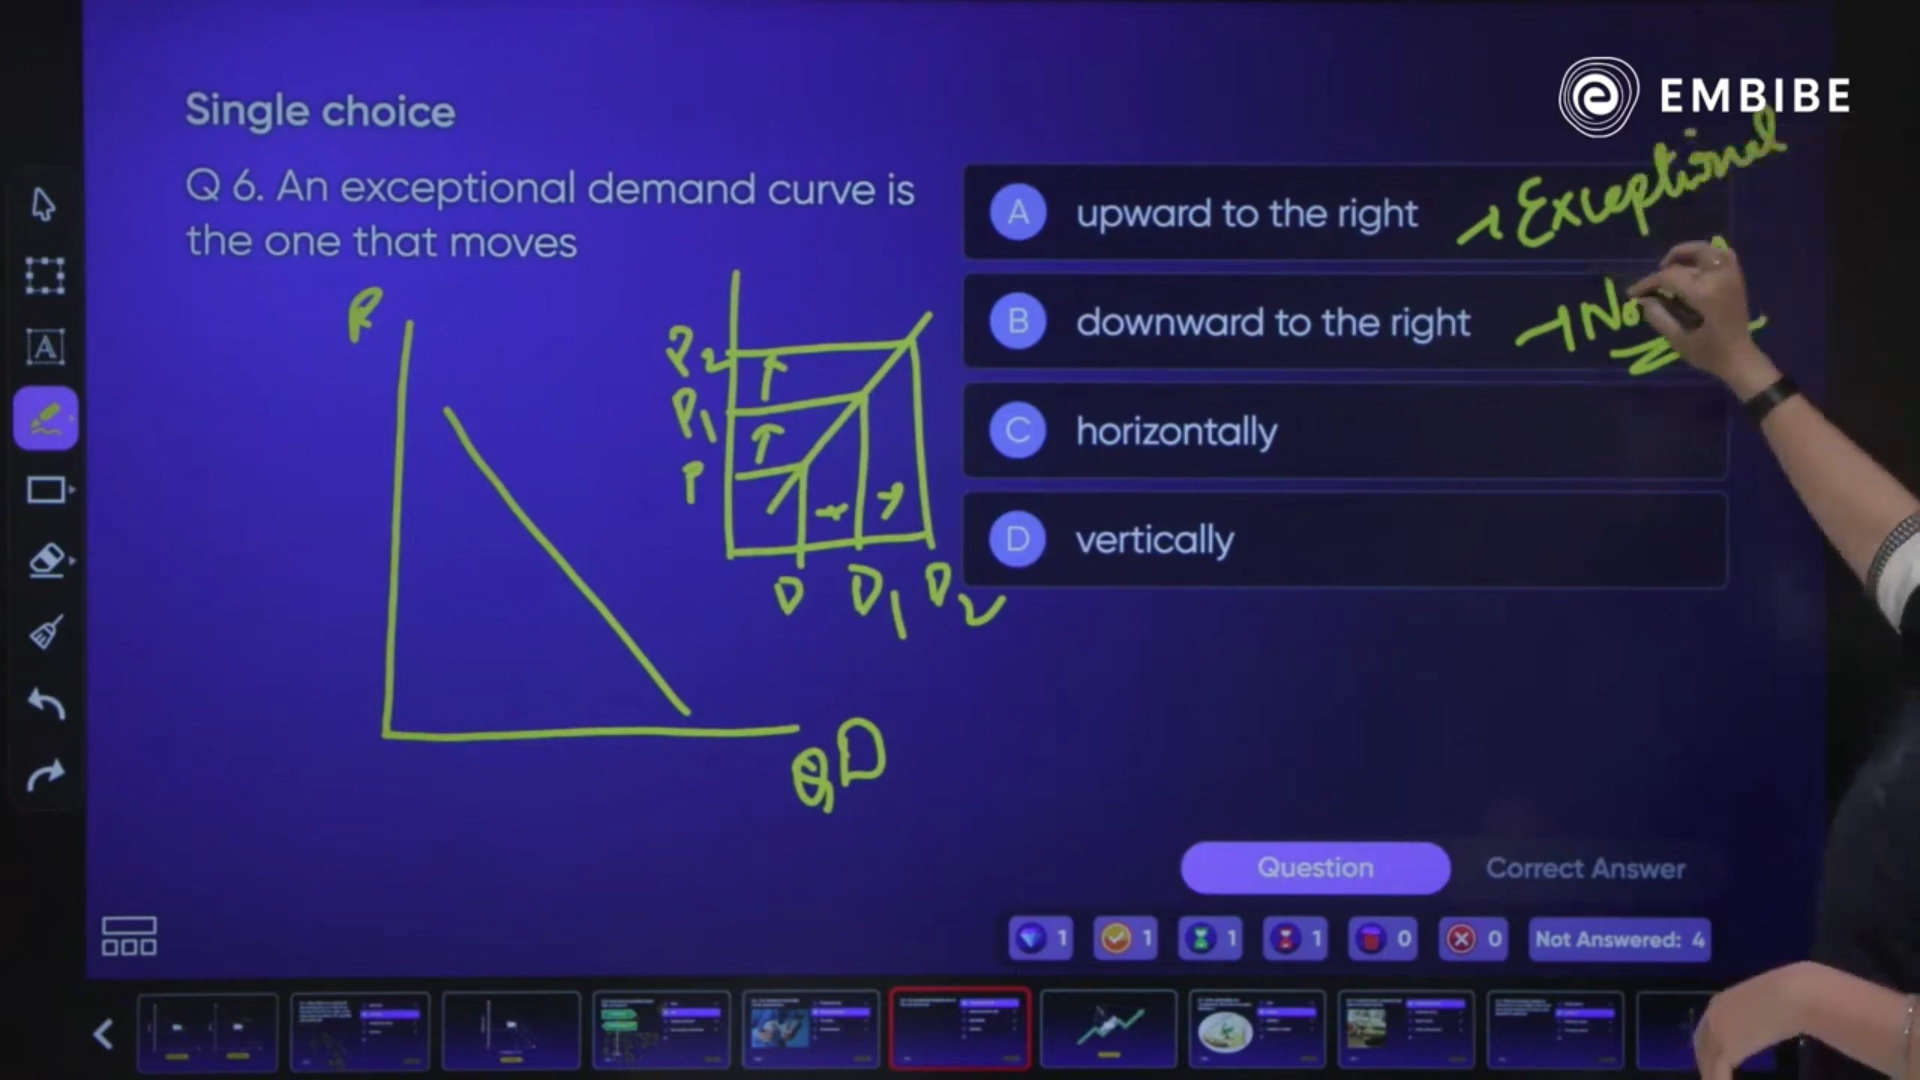 EMBIBE
Single choice
Q 6. An exceptional demand curve is
the one that moves
A upward to the right
Exceptional
B downward to the right
No
C horizontally
D vertically
P
QD
P2
P1
P
D D1 D2
Question
Correct Answer
1 1 1 1 0 0 Not Answered: 4